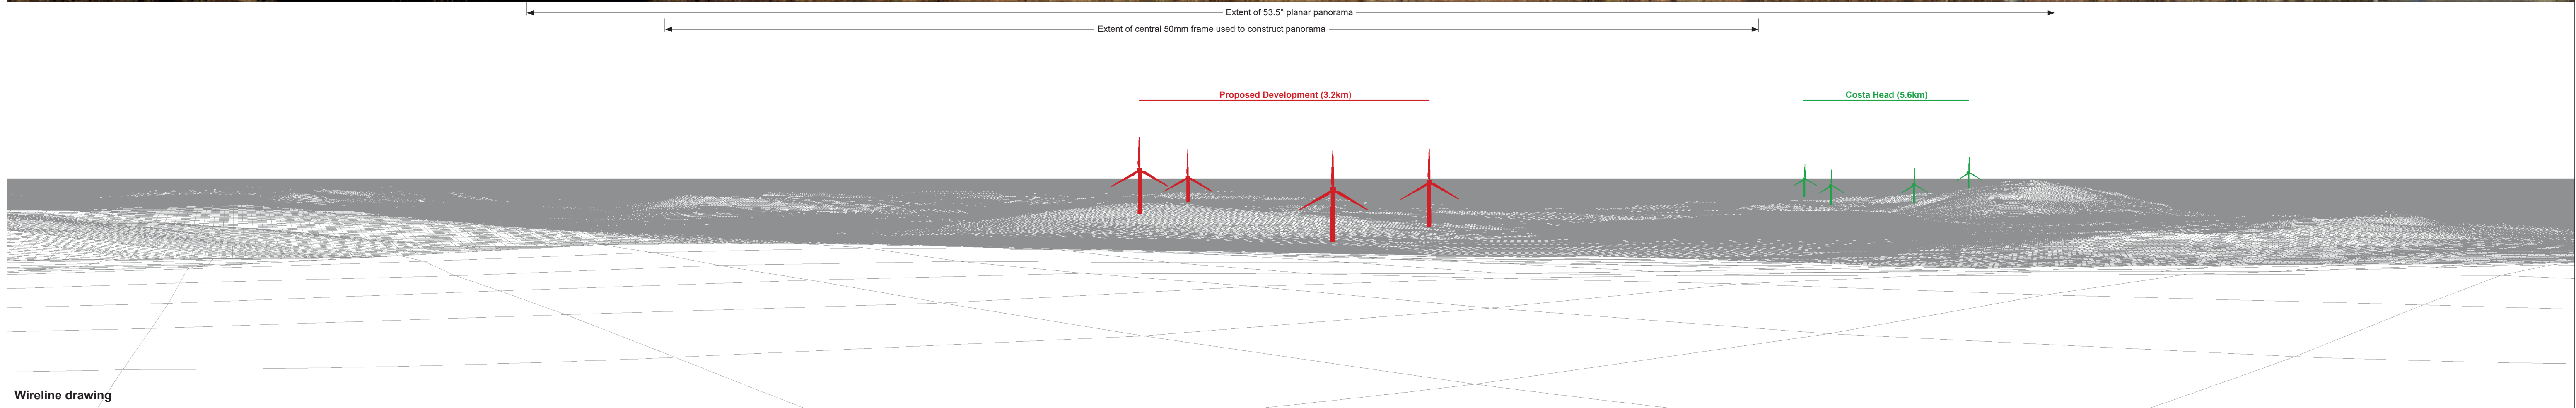 Extent of 53.5° planar panorama
Extent of central 50mm frame used to construct panorama
Proposed Development (3.2km)
Costa Head (5.6km)
Wireline drawing